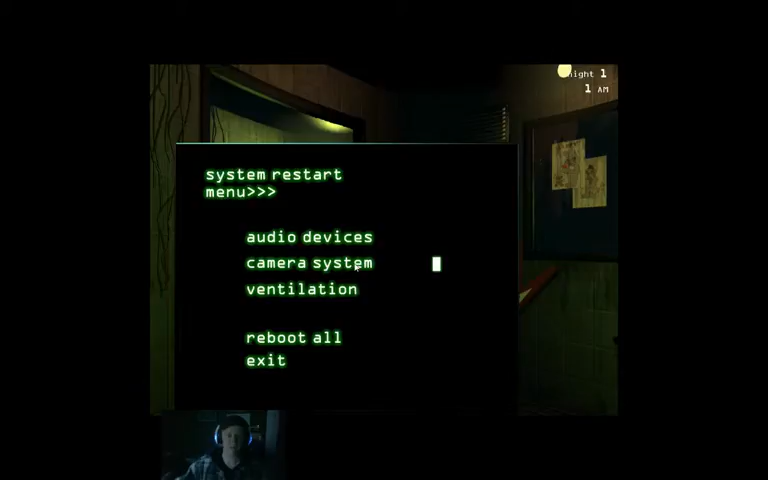 night 1
1 AM
system restart
menu>>>
audio devices
camera system
ventilation
reboot all
exit